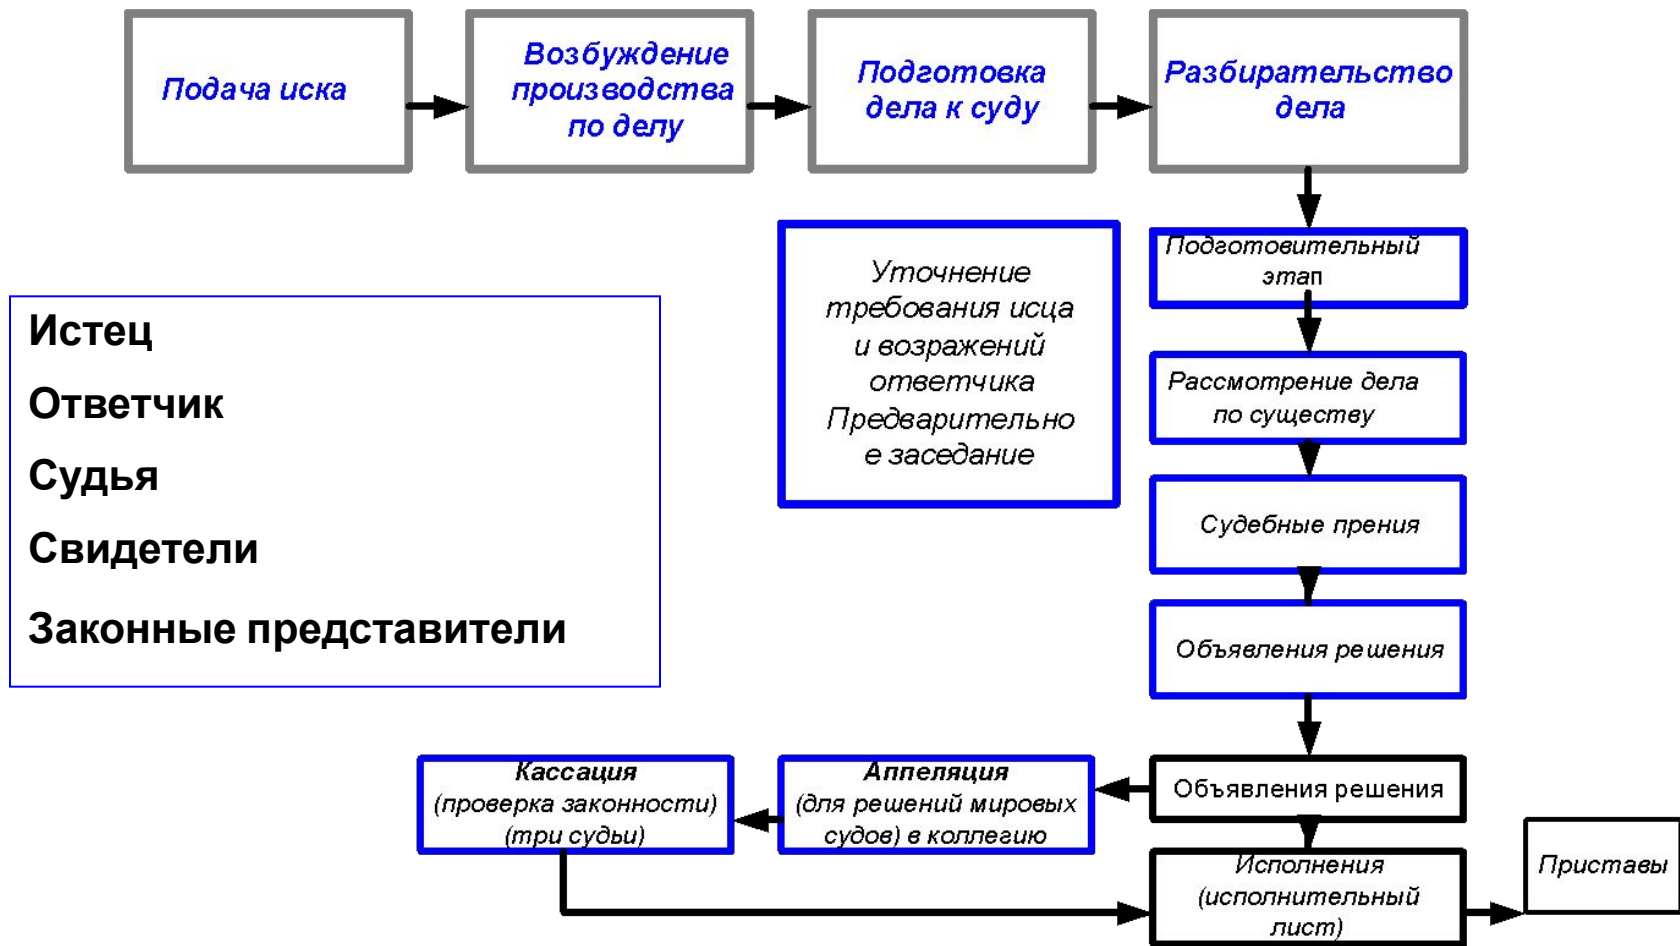 Подача иска
Возбуждение
производства
по делу
Подготовка
дела к суду
Разбирательство
дела
Уточнение
требования исца
и возражений
ответчика
Предварительно
е заседание
Подготовительный
этап
Истец
Ответчик
Судья
Свидетели
Законные представители
Рассмотрение дела
по существу
Судебные прения
Объявления решения
Кассация
(проверка законности)
(три судьи)
Аппеляция
(для решений мировых
судов) в коллегию
Объявления решения
Исполнения
(исполнительный
лист)
Приставы